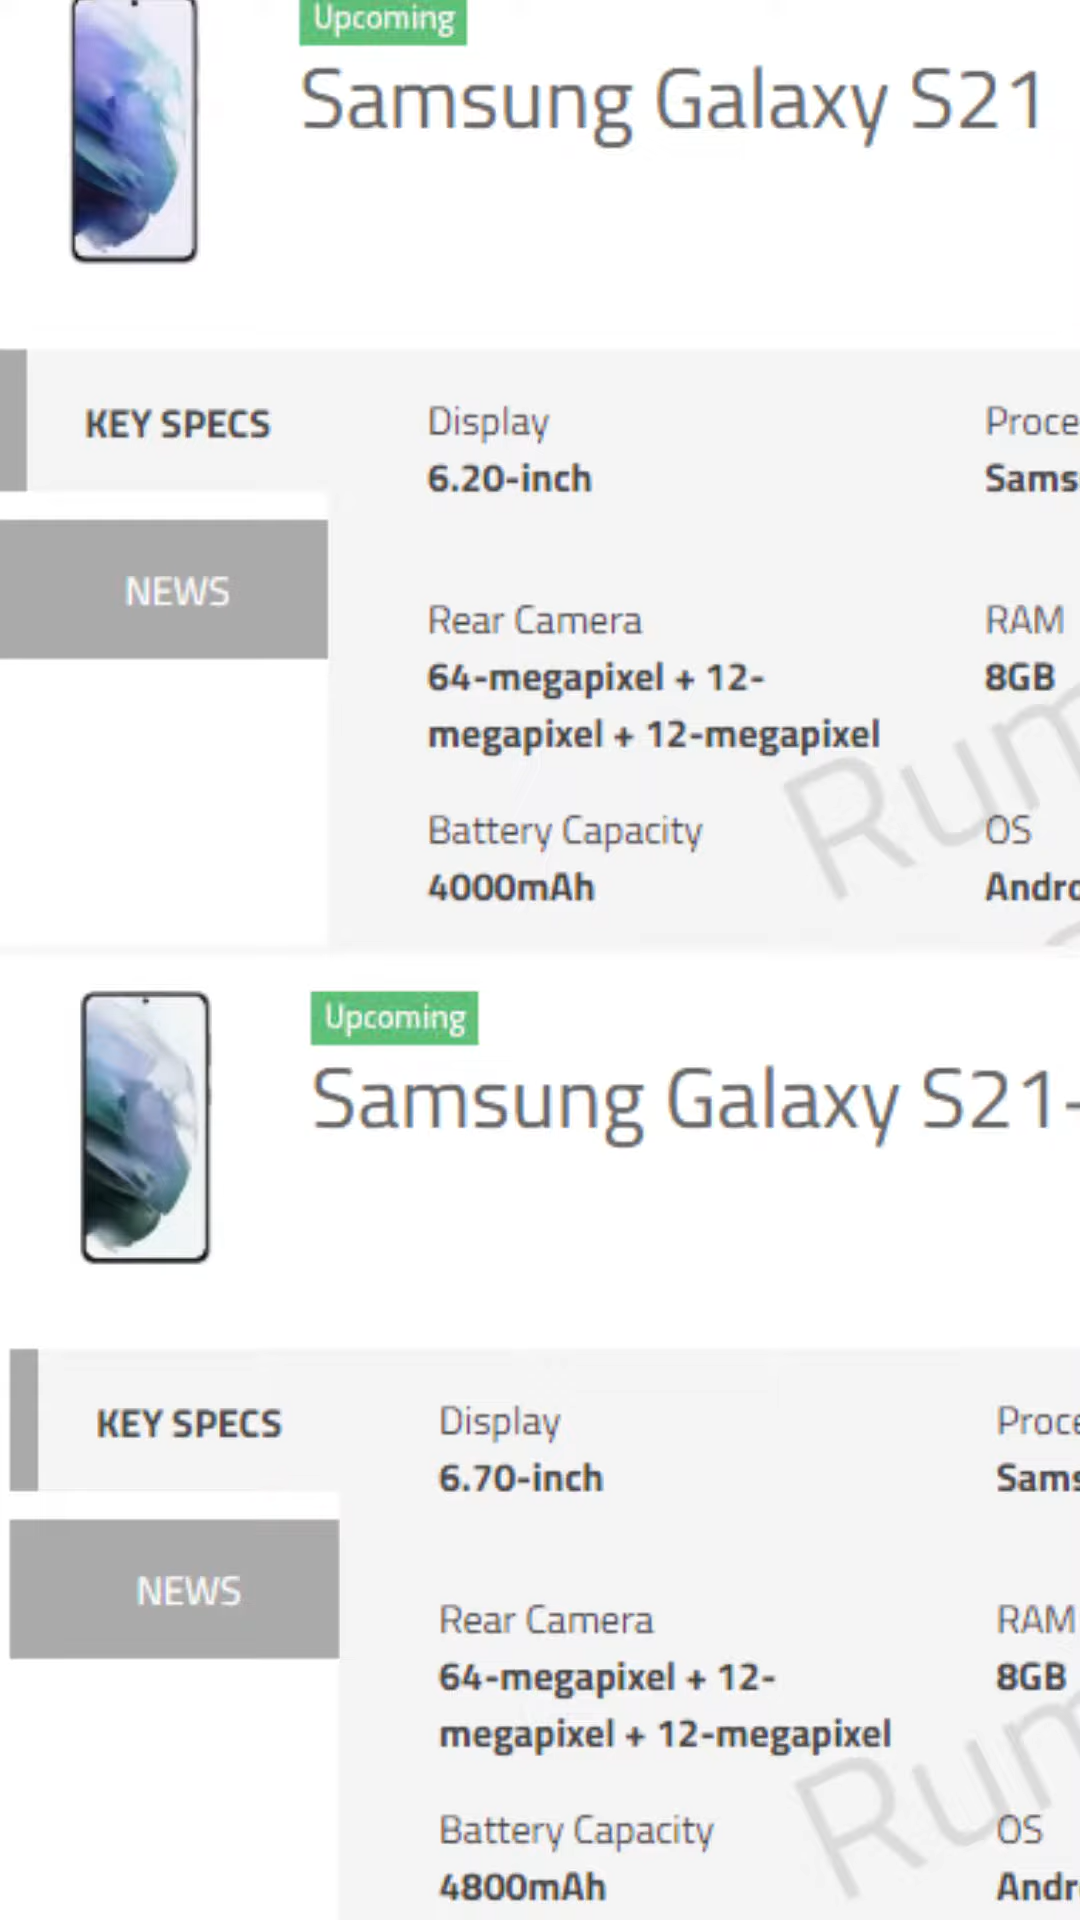 Upcoming
Samsung Galaxy S21
KEY SPECS
Display
6.20-inch
NEWS
Rear Camera
64-megapixel + 12-
megapixel + 12-megapixel
RAM
8GB
Battery Capacity
4000mAh
OS
Upcoming
Samsung Galaxy S21
KEY SPECS
Display
6.70-inch
NEWS
Rear Camera
64-megapixel + 12-
megapixel + 12-megapixel
RAM
8GB
Battery Capacity
4800mAh
OS